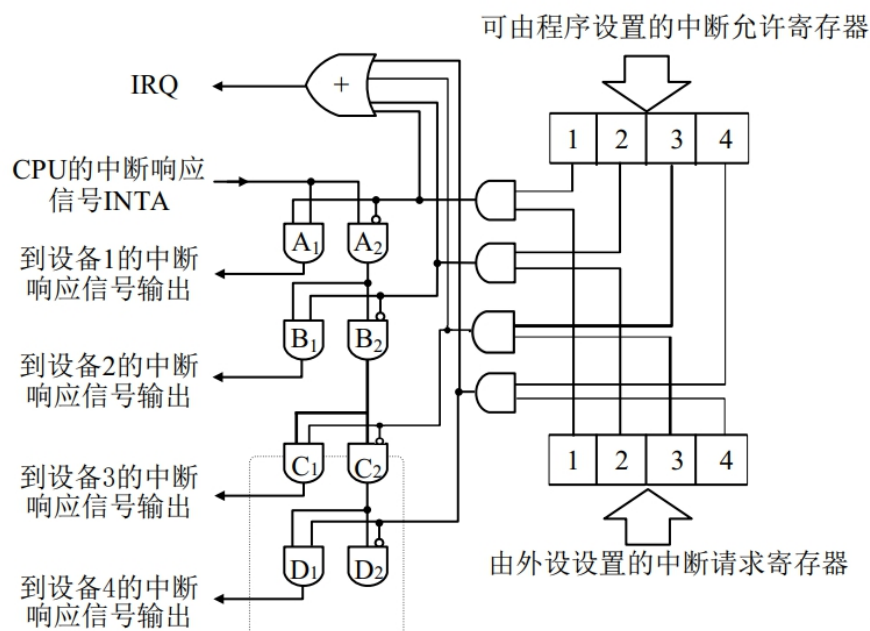 可由程序设置的中断允许寄存器
IRQ
+
1 2 3 4
CPU的中断响应
信号INTA
A1 A2
到设备1的中断
响应信号输出
B1 B2
到设备2的中断
响应信号输出
C1 C2
1 2 3 4
到设备3的中断
响应信号输出
由外设设置的中断请求寄存器
D1 D2
到设备4的中断
响应信号输出